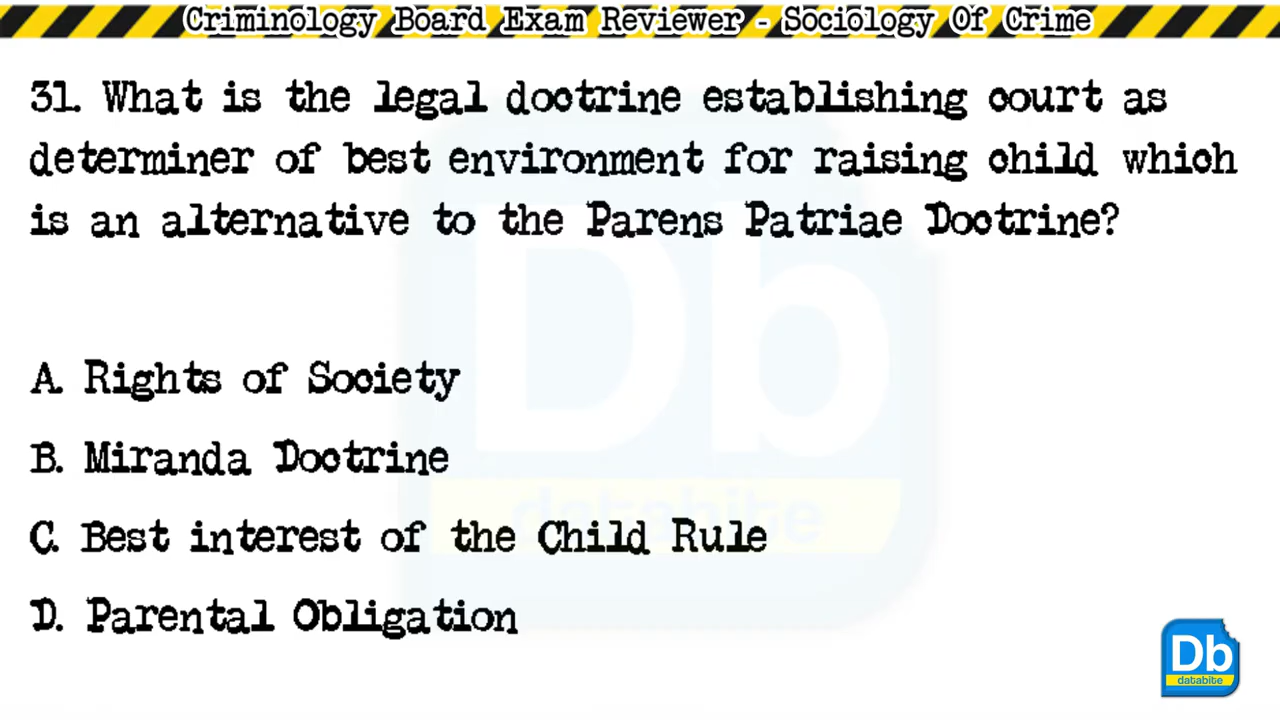 Criminology Board Exam Reviewer - Sociology Of Crime
31. What is the legal doctrine establishing court as
determiner of best environment for raising child which
is an alternative to the Parens Patriae Doctrine?
A. Rights of Society
B. Miranda Doctrine
C. Best interest of the Child Rule
D. Parental Obligation
Db
databite
Db
databite